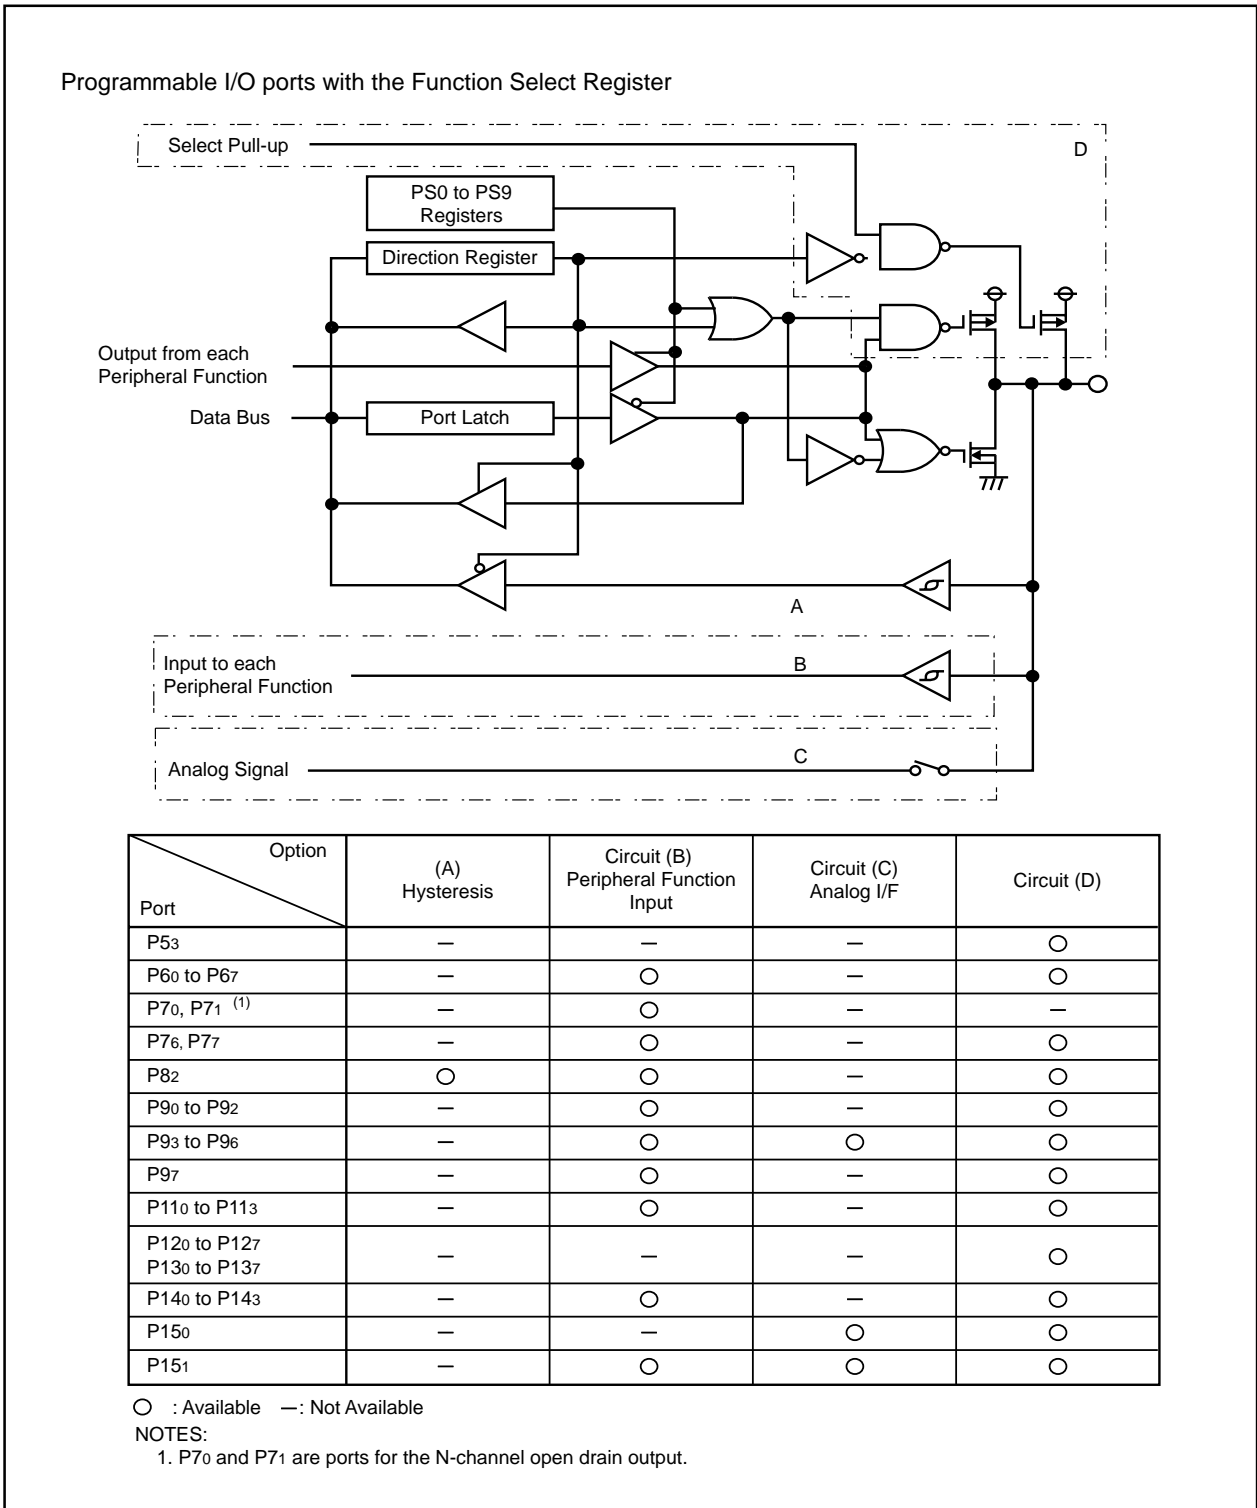 Programmable I/O ports with the Function Select Register
Select Pull-up
D
PS0 to PS9
Registers
Direction Register
Output from each
Peripheral Function
Data Bus
Port Latch
A
Input to each
Peripheral Function
B
Analog Signal
C
Option
Port
(A)
Hysteresis
Circuit (B)
Peripheral Function
Input
Circuit (C)
Analog I/F
Circuit (D)
P53 — — — ○
P60 to P67 — ○ — ○
P70, P71 (1) — ○ — —
P76, P77 — ○ — ○
P82 ○ ○ — ○
P90 to P92 — ○ — ○
P93 to P96 — ○ ○ ○
P97 — ○ — ○
P110 to P113 — ○ — ○
P120 to P127
P130 to P137 — — — ○
P140 to P143 — ○ — ○
P150 — — ○ ○
P151 — ○ ○ ○
○ : Available —: Not Available
NOTES:
1. P70 and P71 are ports for the N-channel open drain output.